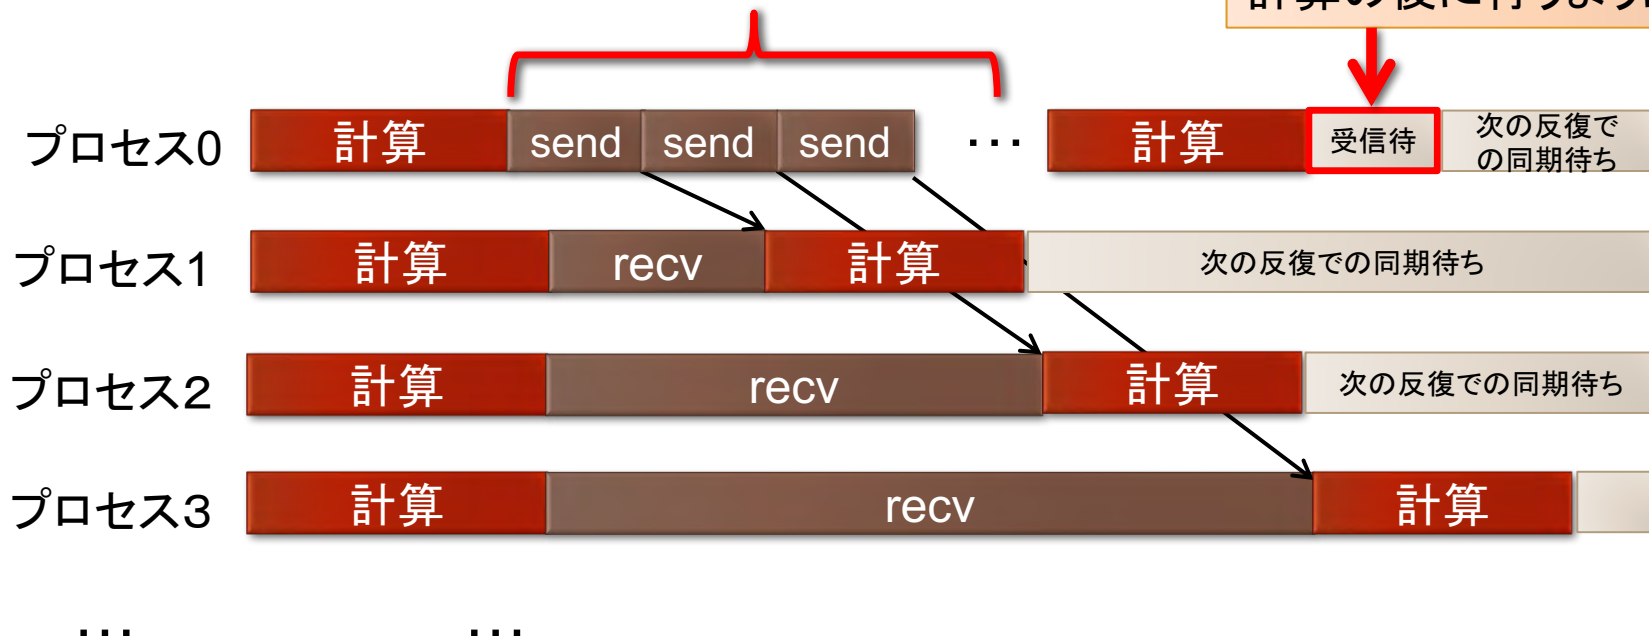 プロセス0
計算
send
send
send
…
計算
受信待
次の反復で
の同期待ち
プロセス1
計算
recv
計算
次の反復での同期待ち
プロセス2
計算
recv
計算
次の反復での同期待ち
プロセス3
計算
recv
計算
…
…